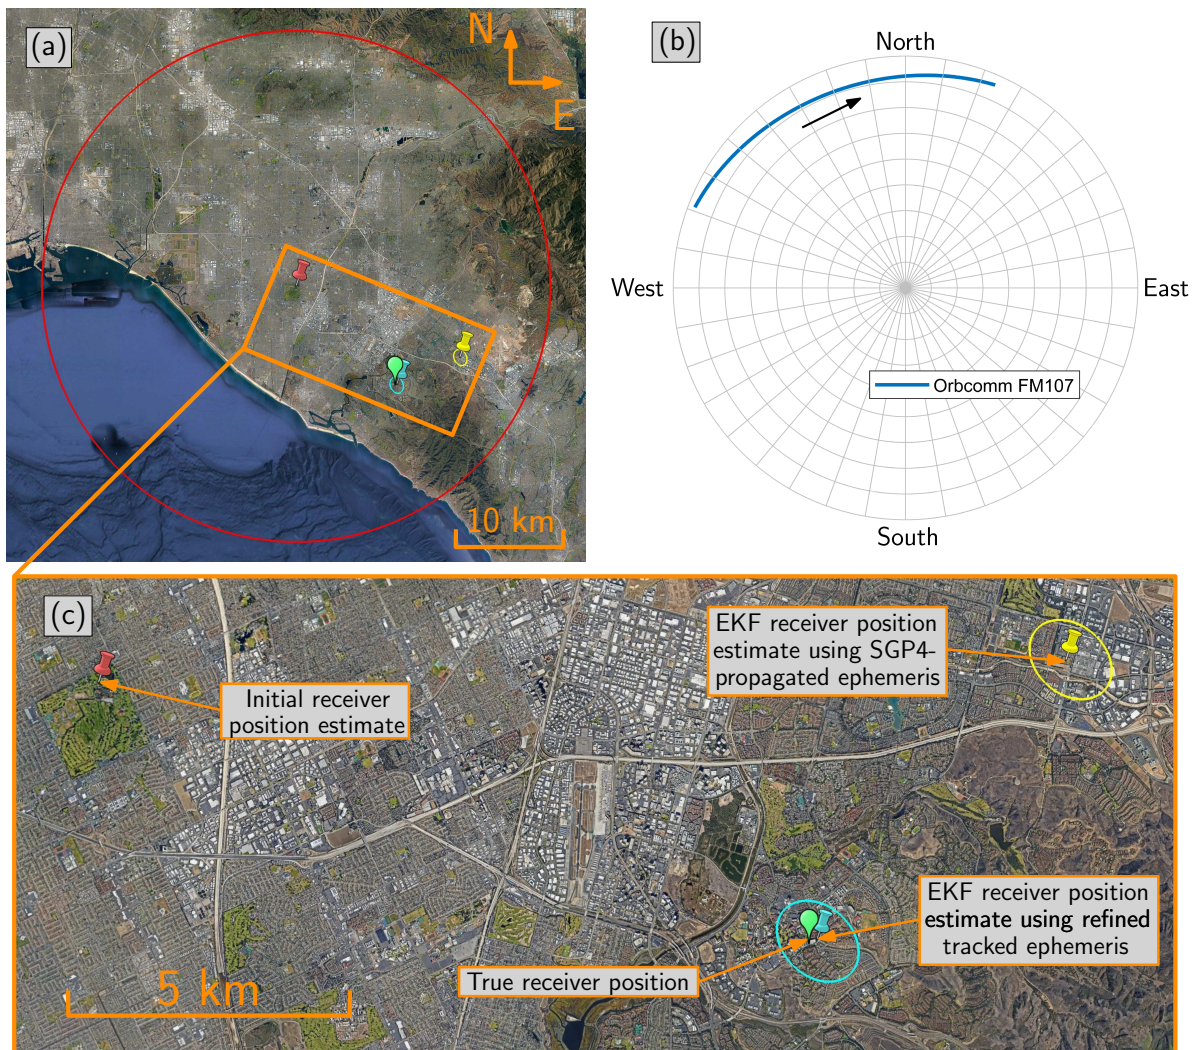 (a)
N
E
10 km
(b)
North
West
East
Orbcomm FM107
South
(c)
EKF receiver position
estimate using SGP4-
propagated ephemeris
Initial receiver
position estimate
EKF receiver position
estimate using refined
tracked ephemeris
True receiver position
5 km